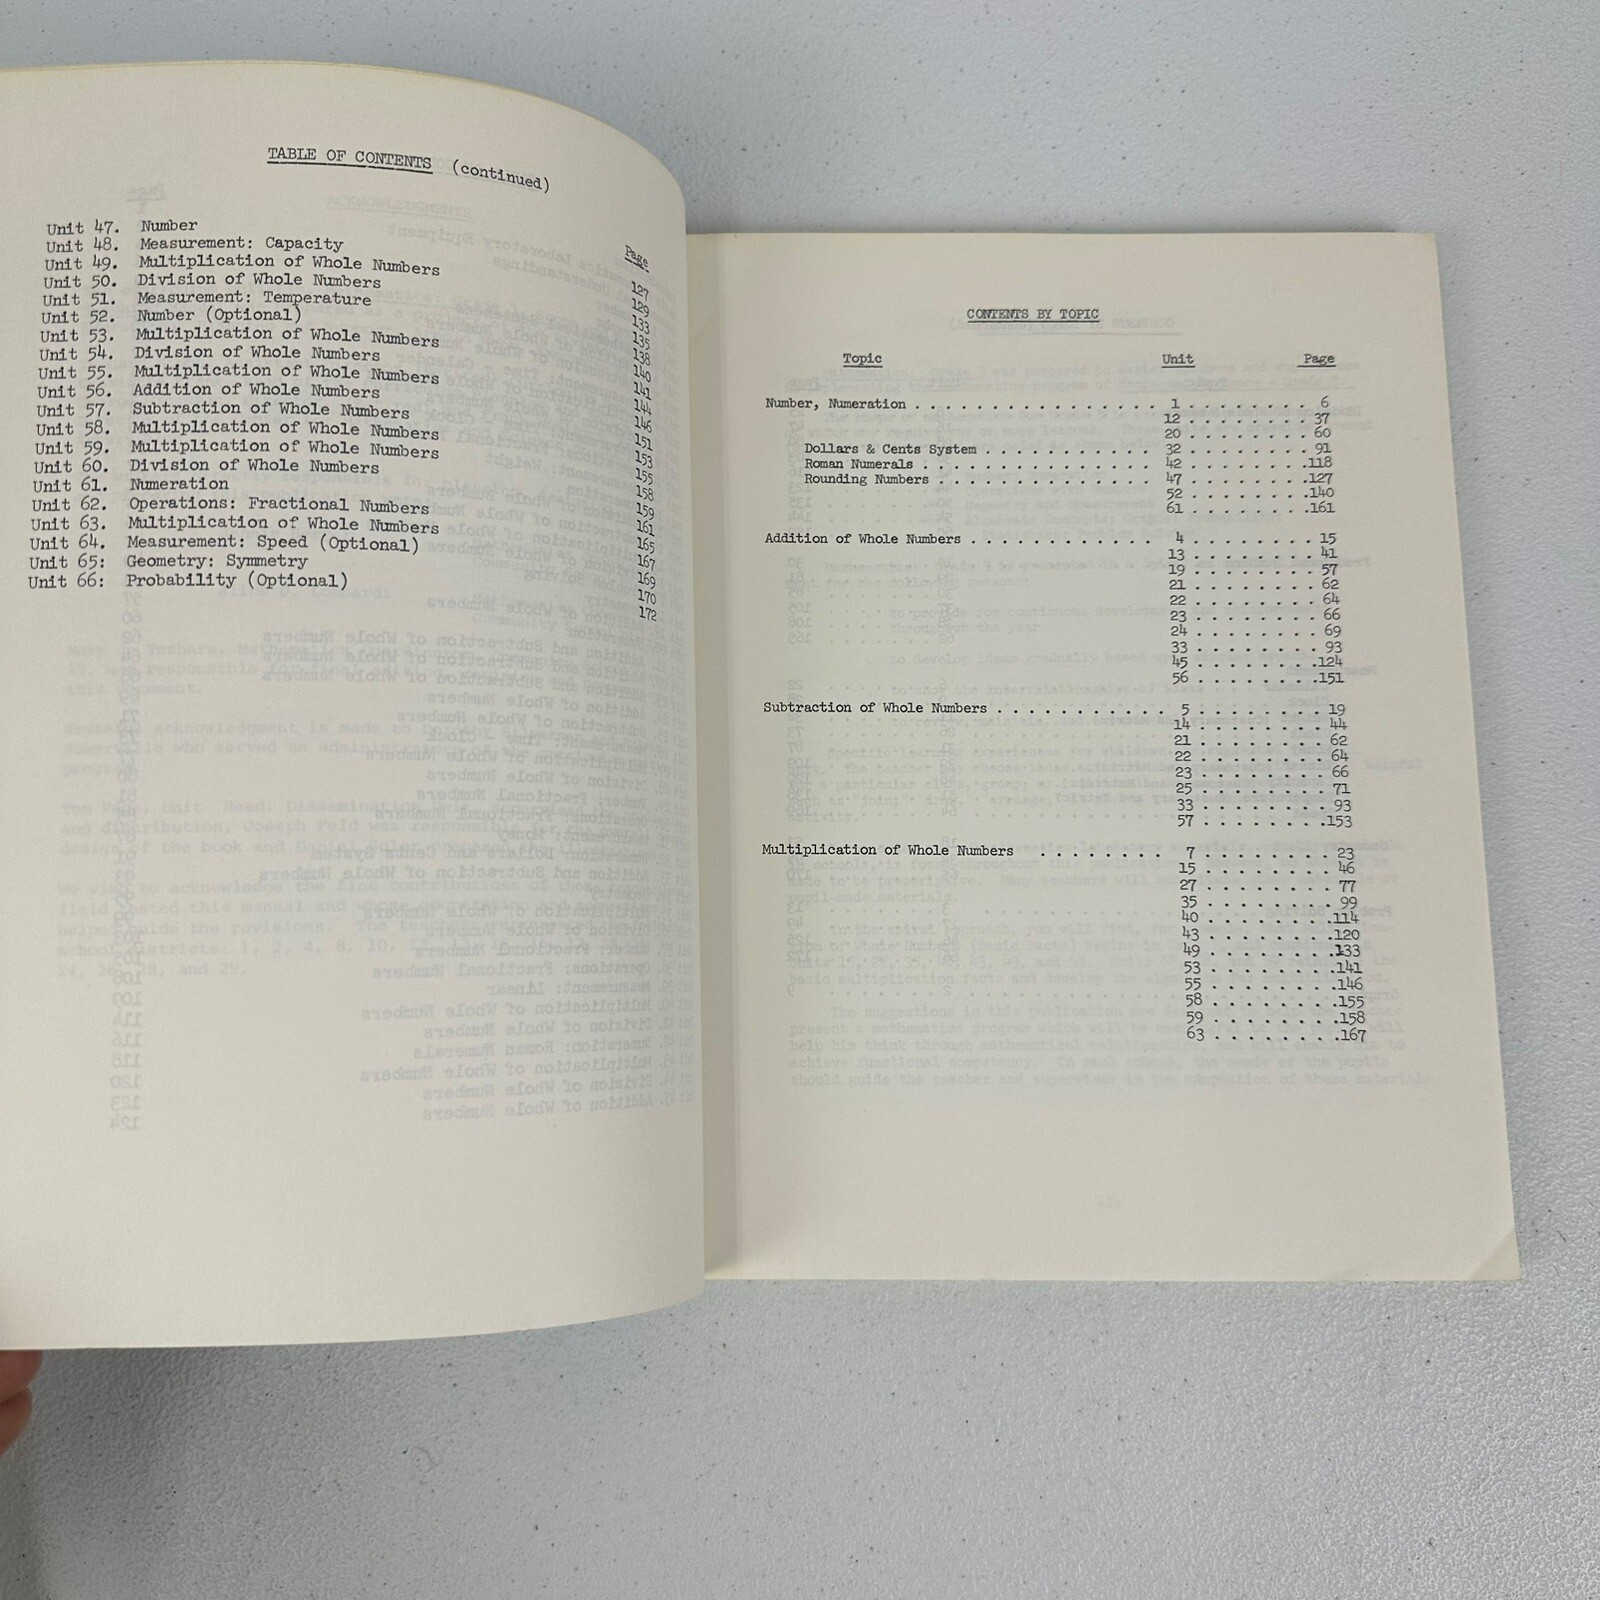 TABLE OF CONTENTS (continued)
Page
Unit 47. Number 127
Unit 48. Measurement: Capacity 129
Unit 49. Multiplication of Whole Numbers 133
Unit 50. Division of Whole Numbers 135
Unit 51. Measurement: Temperature 138
Unit 52. Number (Optional) 140
Unit 53. Multiplication of Whole Numbers 141
Unit 54. Division of Whole Numbers 144
Unit 55. Multiplication of Whole Numbers 146
Unit 56. Addition of Whole Numbers 151
Unit 57. Subtraction of Whole Numbers 153
Unit 58. Multiplication of Whole Numbers 155
Unit 59. Multiplication of Whole Numbers 158
Unit 60. Division of Whole Numbers 159
Unit 61. Numeration 161
Unit 62. Operations: Fractional Numbers 165
Unit 63. Multiplication of Whole Numbers 167
Unit 64. Measurement: Speed (Optional) 169
Unit 65: Geometry: Symmetry 170
Unit 66: Probability (Optional) 172
CONTENTS BY TOPIC
Topic Unit Page
Number, Numeration . . . . . . . . . . . . . . . . 1 . . . . . . . . 6
12 . . . . . . . . 37
20 . . . . . . . . 60
Dollars & Cents System . . . . . . . . . . . 32 . . . . . . . . 91
Roman Numerals . . . . . . . . . . . . . . . 42 . . . . . . . .118
Rounding Numbers . . . . . . . . . . . . . . 47 . . . . . . . .127
52 . . . . . . . .140
61 . . . . . . . .161
Addition of Whole Numbers . . . . . . . . . . . . 4 . . . . . . . . 15
13 . . . . . . . . 41
19 . . . . . . . . 57
21 . . . . . . . . 62
22 . . . . . . . . 64
23 . . . . . . . . 66
24 . . . . . . . . 69
33 . . . . . . . . 93
45 . . . . . . . .124
56 . . . . . . . .151
Subtraction of Whole Numbers . . . . . . . . . . . 5 . . . . . . . . 19
14 . . . . . . . . 44
21 . . . . . . . . 62
22 . . . . . . . . 64
23 . . . . . . . . 66
25 . . . . . . . . 71
33 . . . . . . . . 93
57 . . . . . . . .153
Multiplication of Whole Numbers . . . . . . . . 7 . . . . . . . . 23
15 . . . . . . . . 46
27 . . . . . . . . 77
35 . . . . . . . . 99
40 . . . . . . . .114
43 . . . . . . . .120
49 . . . . . . . .133
53 . . . . . . . .141
55 . . . . . . . .146
58 . . . . . . . .155
59 . . . . . . . .158
63 . . . . . . . .167